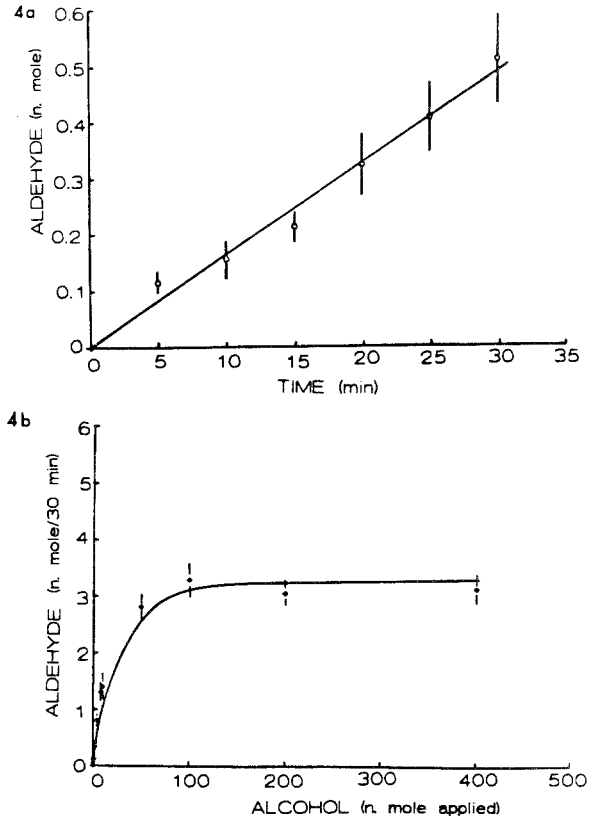 4a
ALDEHYDE (n. mole)
0.6
0.5
0.4
0.3
0.2
0.1
0
0 5 10 15 20 25 30 35
TIME (min)
4b
ALDEHYDE (n. mole/30 min)
6
5
4
3
2
1
0
0 100 200 300 400 500
ALCOHOL (n. mole applied)